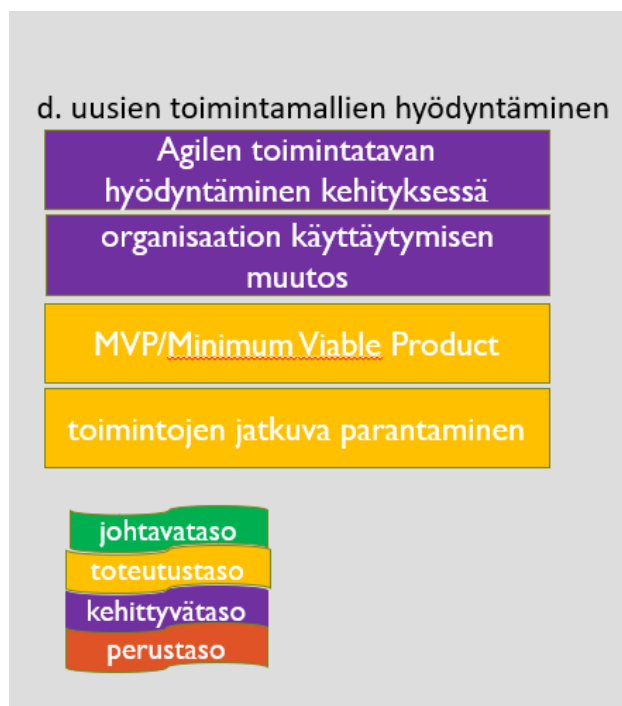 d. uusien toimintamallien hyödyntäminen
Agilen toimintatavan
hyödyntäminen kehityksessä
organisaation käyttäytymisen
muutos
MVP/Minimum Viable Product
toimintojen jatkuva parantaminen
johtavataso
toteutustaso
kehittyvätaso
perustaso